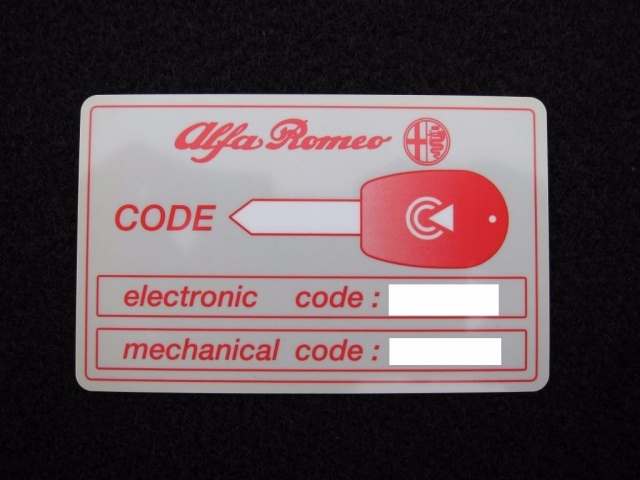 Alfa Romeo
CODE
electronic code :
mechanical code :